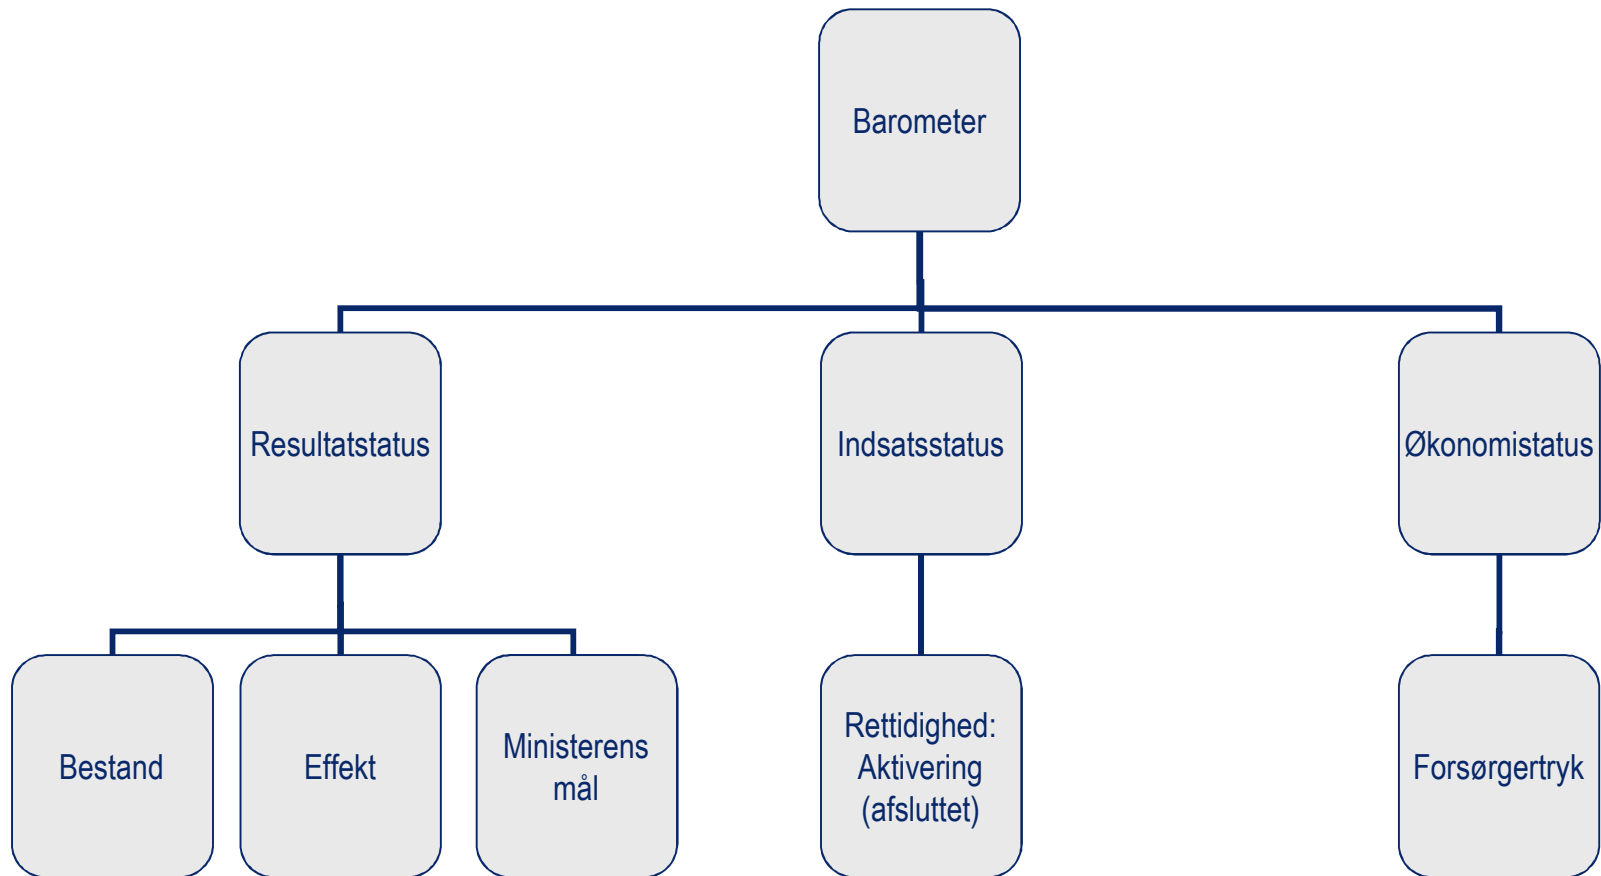 Barometer
Resultatstatus
Indsatsstatus
Økonomistatus
Bestand
Effekt
Ministerens
mål
Rettidighed:
Aktivering
(afsluttet)
Forsørgertryk